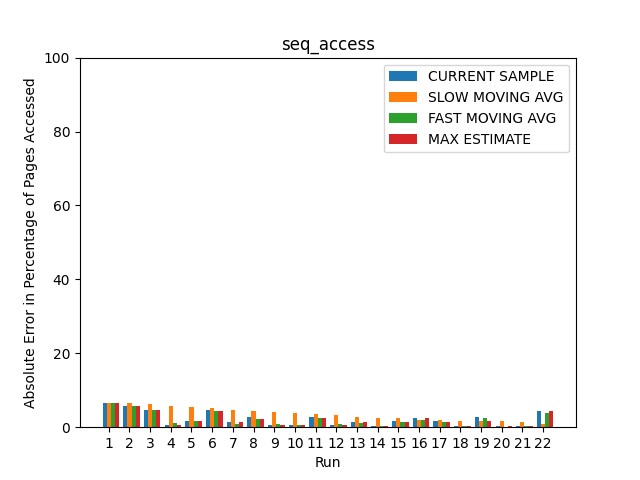 seq_access
Absolute Error in Percentage of Pages Accessed
100
80
60
40
20
0
CURRENT SAMPLE
SLOW MOVING AVG
FAST MOVING AVG
MAX ESTIMATE
1 2 3 4 5 6 7 8 9 10 11 12 13 14 15 16 17 18 19 20 21 22
Run